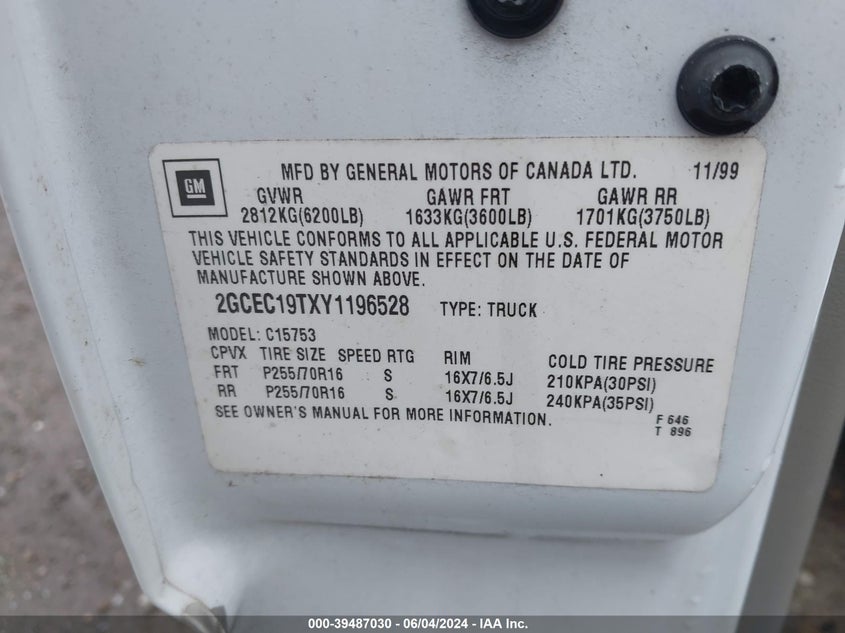 GM
MFD BY GENERAL MOTORS OF CANADA LTD. 11/99
GVWR GAWR FRT GAWR RR
2812KG(6200LB) 1633KG(3600LB) 1701KG(3750LB)
THIS VEHICLE CONFORMS TO ALL APPLICABLE U.S. FEDERAL MOTOR
VEHICLE SAFETY STANDARDS IN EFFECT ON THE DATE OF
MANUFACTURE SHOWN ABOVE.
2GCEC19TXY1196528 TYPE: TRUCK
MODEL: C15753
CPVX TIRE SIZE SPEED RTG RIM COLD TIRE PRESSURE
FRT P255/70R16 S 16X7/6.5J 210KPA(30PSI)
RR P255/70R16 S 16X7/6.5J 240KPA(35PSI)
SEE OWNER'S MANUAL FOR MORE INFORMATION.
F 646
T 896
000-39487030 - 06/04/2024 - IAA Inc.